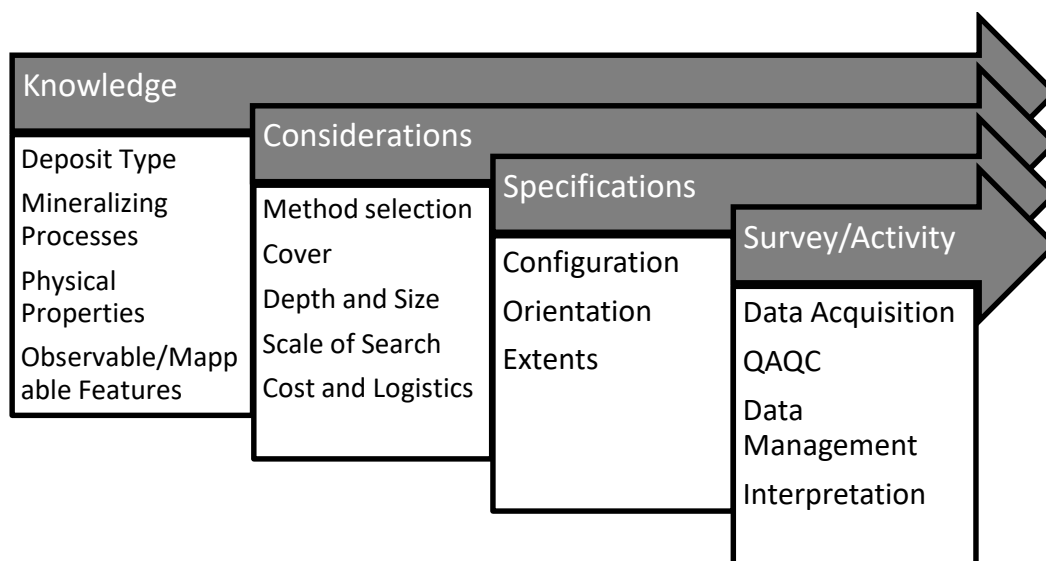 Knowledge
Deposit Type
Mineralizing
Processes
Physical
Properties
Observable/Mapp
able Features
Considerations
Method selection
Cover
Depth and Size
Scale of Search
Cost and Logistics
Specifications
Configuration
Orientation
Extents
Survey/Activity
Data Acquisition
QAQC
Data
Management
Interpretation